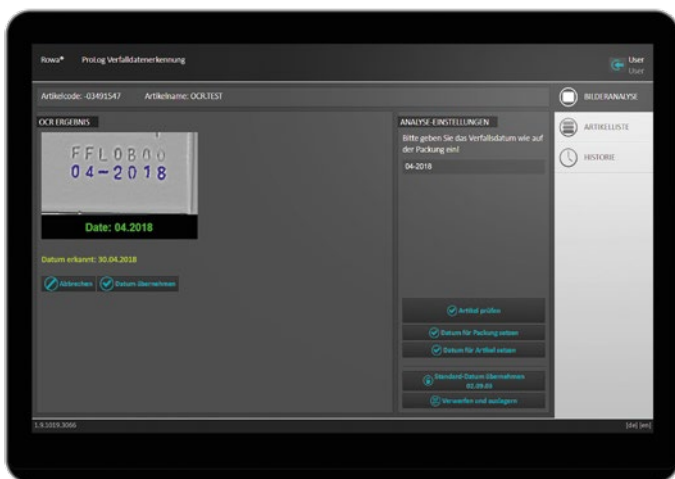 Rowa® ProLog Verfalldatenerkennung
User
User
Artikelcode: -03491547 Artikelname: OCR.TEST
BILDERANALYSE
ARTIKELLISTE
HISTORIE
OCR ERGEBNIS
FFL0B00
04-2018
Date: 04.2018
Datum erkannt: 30.04.2018
Abbrechen
Datum übernehmen
ANALYSE-EINSTELLUNGEN
Bitte geben Sie das Verfallsdatum wie auf
der Packung ein!
04-2018
Artikel prüfen
Datum für Packung setzen
Datum für Artikel setzen
Standard-Datum übernehmen
Verwerfen und auslagern
1.9.1019.3066
[de] [en]